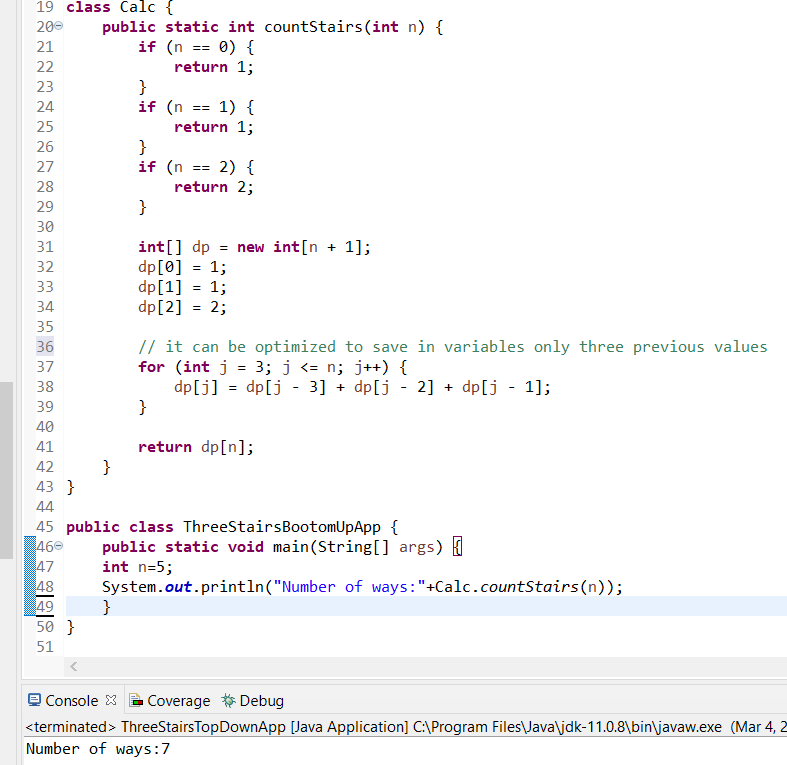 19 class Calc {
20 public static int countStairs(int n) {
21 if (n == 0) {
22 return 1;
23 }
24 if (n == 1) {
25 return 1;
26 }
27 if (n == 2) {
28 return 2;
29 }
30
31 int[] dp = new int[n + 1];
32 dp[0] = 1;
33 dp[1] = 1;
34 dp[2] = 2;
35
36 // it can be optimized to save in variables only three previous values
37 for (int j = 3; j <= n; j++) {
38 dp[j] = dp[j - 3] + dp[j - 2] + dp[j - 1];
39 }
40
41 return dp[n];
42 }
43 }
44
45 public class ThreeStairsBootomUpApp {
46 public static void main(String[] args) {
47 int n=5;
48 System.out.println("Number of ways:"+Calc.countStairs(n));
49 }
50 }
51
Console Coverage Debug
<terminated> ThreeStairsTopDownApp [Java Application] C:\Program Files\Java\jdk-11.0.8\bin\javaw.exe (Mar 4, 2
Number of ways:7